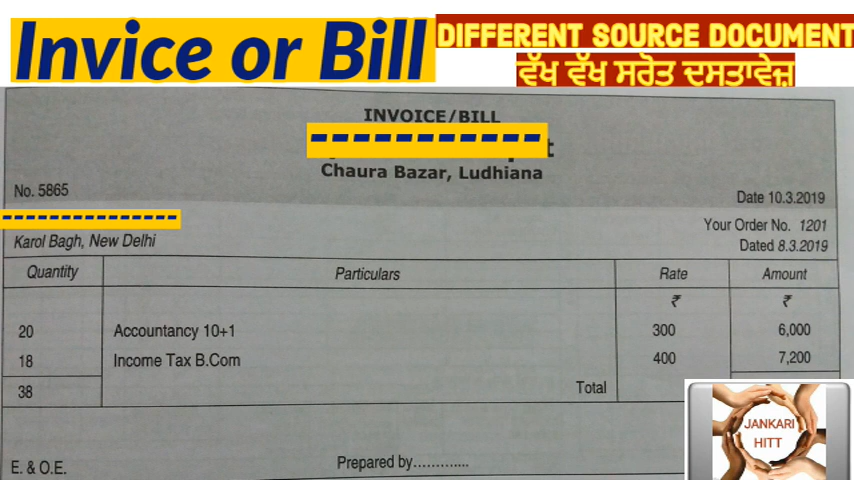 Invice or Bill
DIFFERENT SOURCE DOCUMENT
ਵੱਖ ਵੱਖ ਸਰੋਤ ਦਸਤਾਵੇਜ਼
INVOICE/BILL
Chaura Bazar, Ludhiana
No. 5865
Date 10.3.2019
Your Order No. 1201
Karol Bagh, New Delhi
Dated 8.3.2019
Quantity Particulars Rate Amount
₹ ₹
20 Accountancy 10+1 300 6,000
18 Income Tax B.Com 400 7,200
38 Total
E. & O.E. Prepared by............
JANKARI
HITT